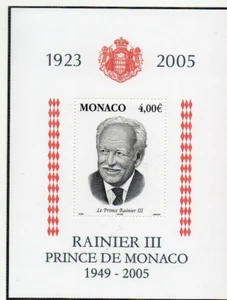 1923 2005
MONACO 4,00€
Le Prince Rainier III
RAINIER III
PRINCE DE MONACO
1949 - 2005